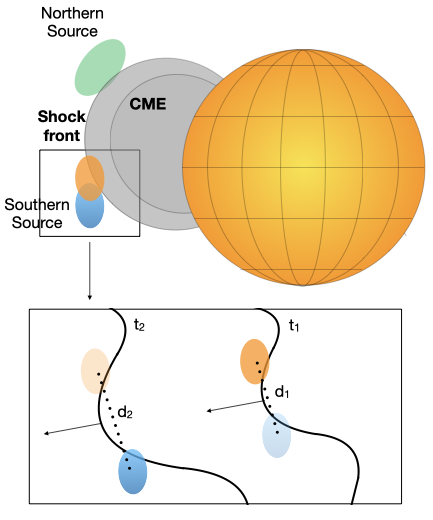 Northern
Source
CME
Shock
front
Southern
Source
t2
t1
d2
d1